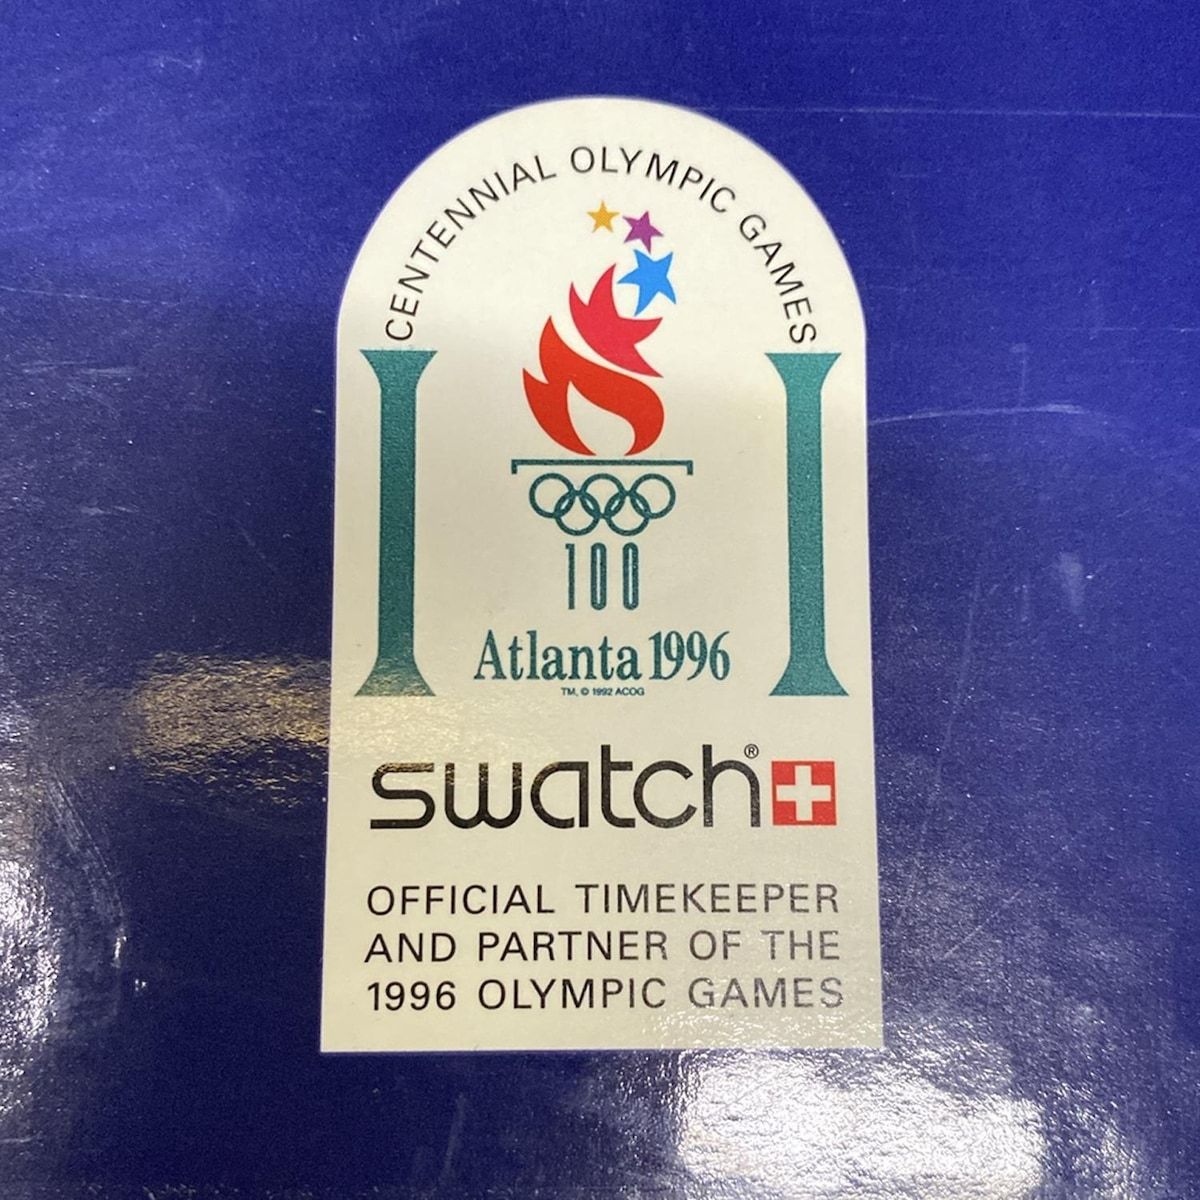 CENTENNIAL OLYMPIC GAMES
100
Atlanta 1996
TM, © 1992 ACOG
swatch®
OFFICIAL TIMEKEEPER
AND PARTNER OF THE
1996 OLYMPIC GAMES